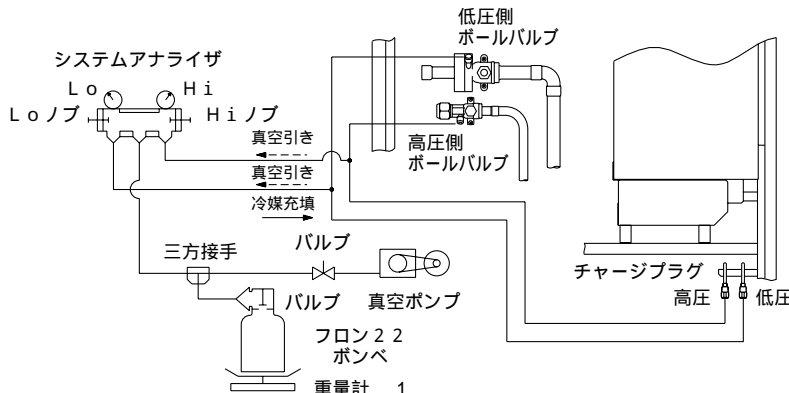 低圧側
ボールバルブ
システムアナライザ
Ｌｏ
Ｈｉ
Ｌｏノブ
Ｈｉノブ
真空引き
高圧側
ボールバルブ
真空引き
冷媒充填
三方接手
バルブ
チャージプラグ
高圧
低圧
バルブ
真空ポンプ
フロン２２
ボンベ
重量計　１